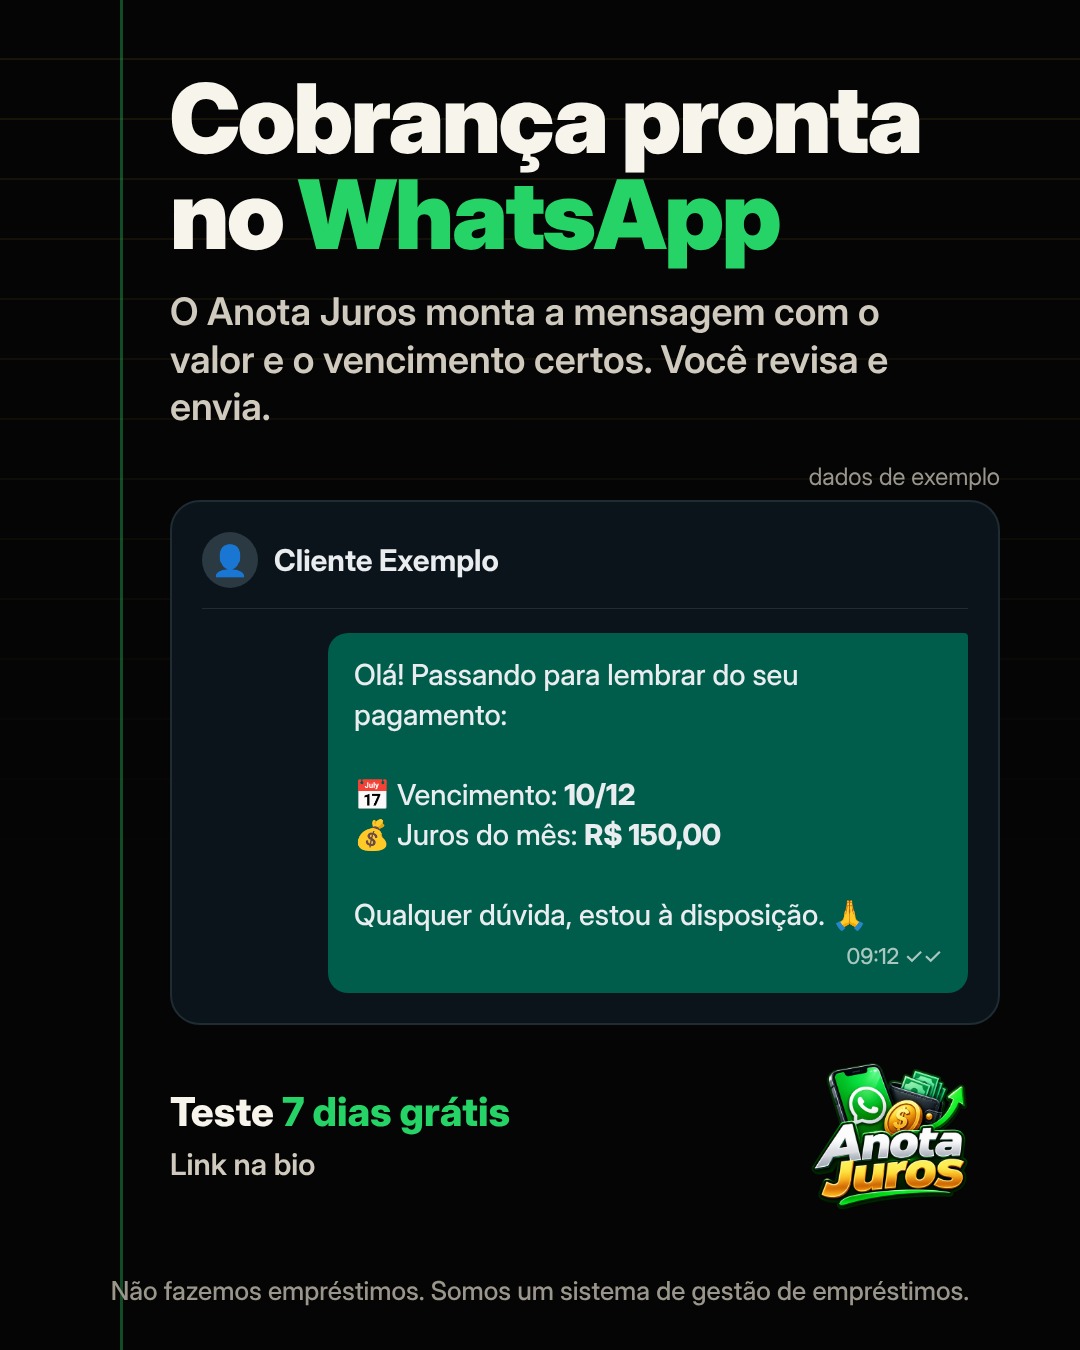 Cobrança pronta
no WhatsApp
O Anota Juros monta a mensagem com o
valor e o vencimento certos. Você revisa e
envia.
dados de exemplo
Cliente Exemplo
Olá! Passando para lembrar do seu
pagamento:
📅 Vencimento: 10/12
💰 Juros do mês: R$ 150,00
Qualquer dúvida, estou à disposição. 🙏
09:12 ✓✓
Teste 7 dias grátis
Link na bio
Anota
Juros
Não fazemos empréstimos. Somos um sistema de gestão de empréstimos.